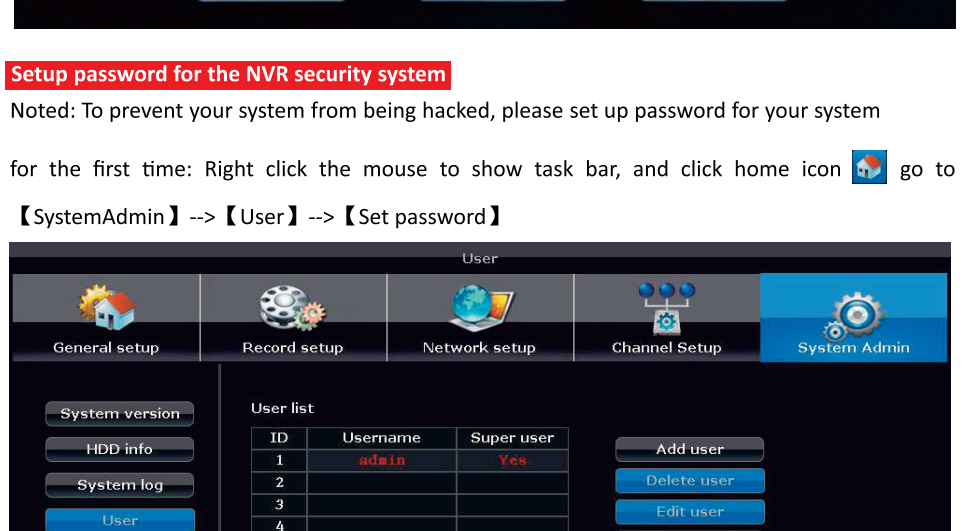 Setup password for the NVR security system
Noted: To prevent your system from being hacked, please set up password for your system
for the first time: Right click the mouse to show task bar, and click home icon go to
【SystemAdmin】-->【User】-->【Set password】
User
General setup Record setup Network setup Channel Setup System Admin
User list
System version
ID Username Super user
HDD info
Add user
1 admin Yes
Delete user
System log
2
3
Edit user
User
4